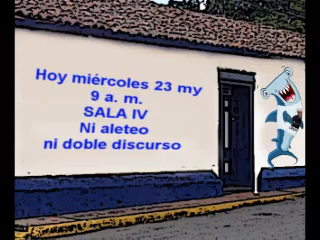 Hoy miércoles 23 my
9 a. m.
SALA IV
Ni aleteo
ni doble discurso